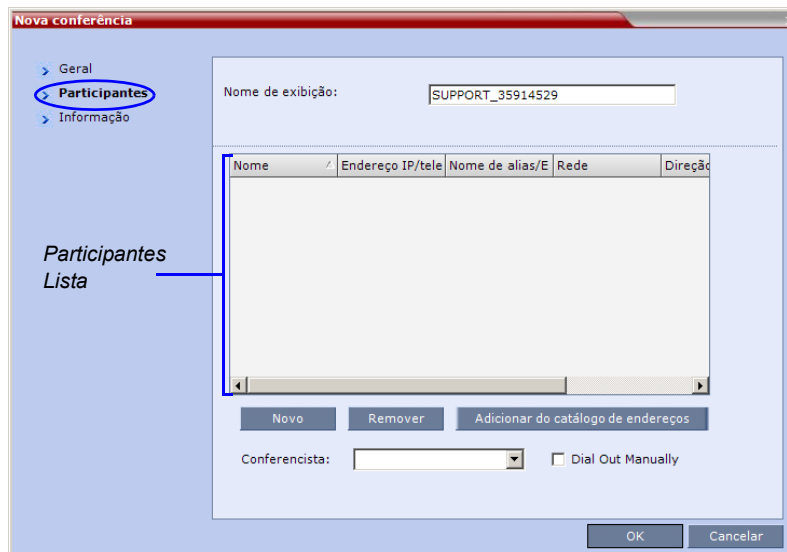 Nova conferência
Geral
Participantes
Informação
Nome de exibição:
SUPPORT_35914529
Nome
Endereço IP/tele
Nome de alias/E
Rede
Direção
Participantes
Lista
Novo
Remover
Adicionar do catálogo de endereços
Conferencista:
Dial Out Manually
OK
Cancelar